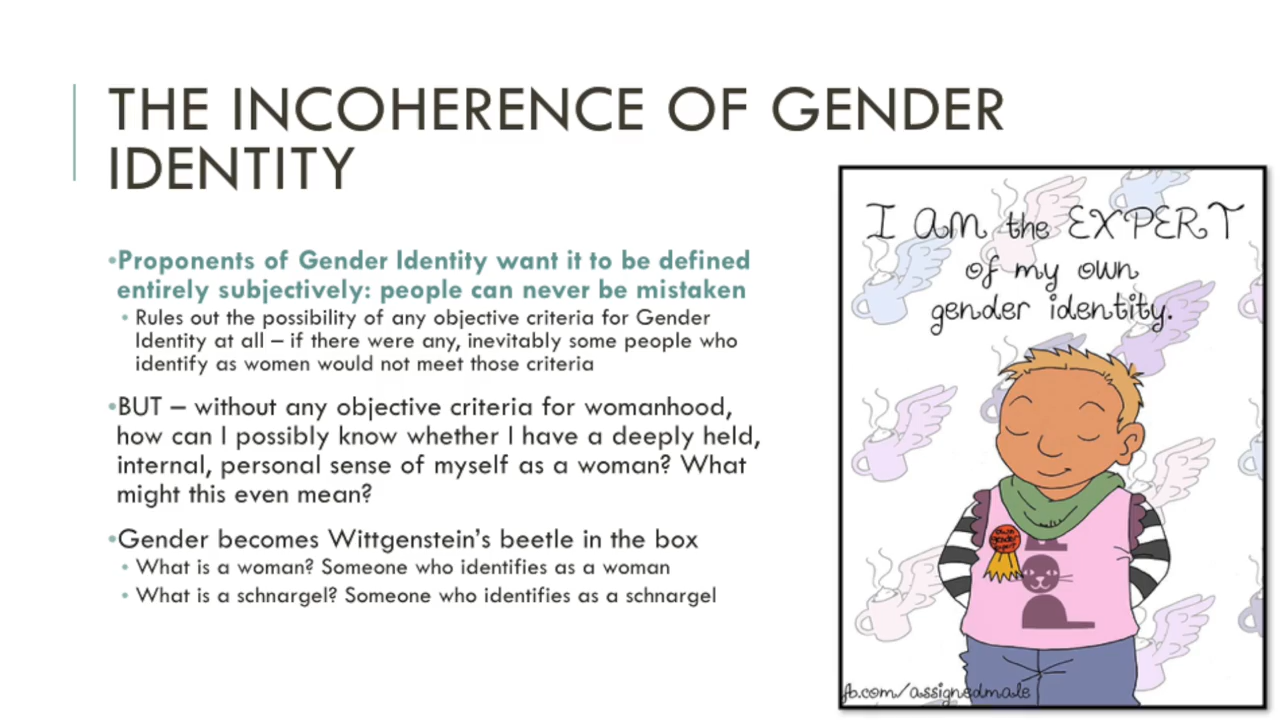 THE INCOHERENCE OF GENDER
IDENTITY
•Proponents of Gender Identity want it to be defined
entirely subjectively: people can never be mistaken
• Rules out the possibility of any objective criteria for Gender
Identity at all – if there were any, inevitably some people who
identify as women would not meet those criteria
•BUT – without any objective criteria for womanhood,
how can I possibly know whether I have a deeply held,
internal, personal sense of myself as a woman? What
might this even mean?
•Gender becomes Wittgenstein's beetle in the box
• What is a woman? Someone who identifies as a woman
• What is a schnargel? Someone who identifies as a schnargel
I AM the EXPERT
of my own
gender identity.
own
gender
expert
fb.com/assignedmale